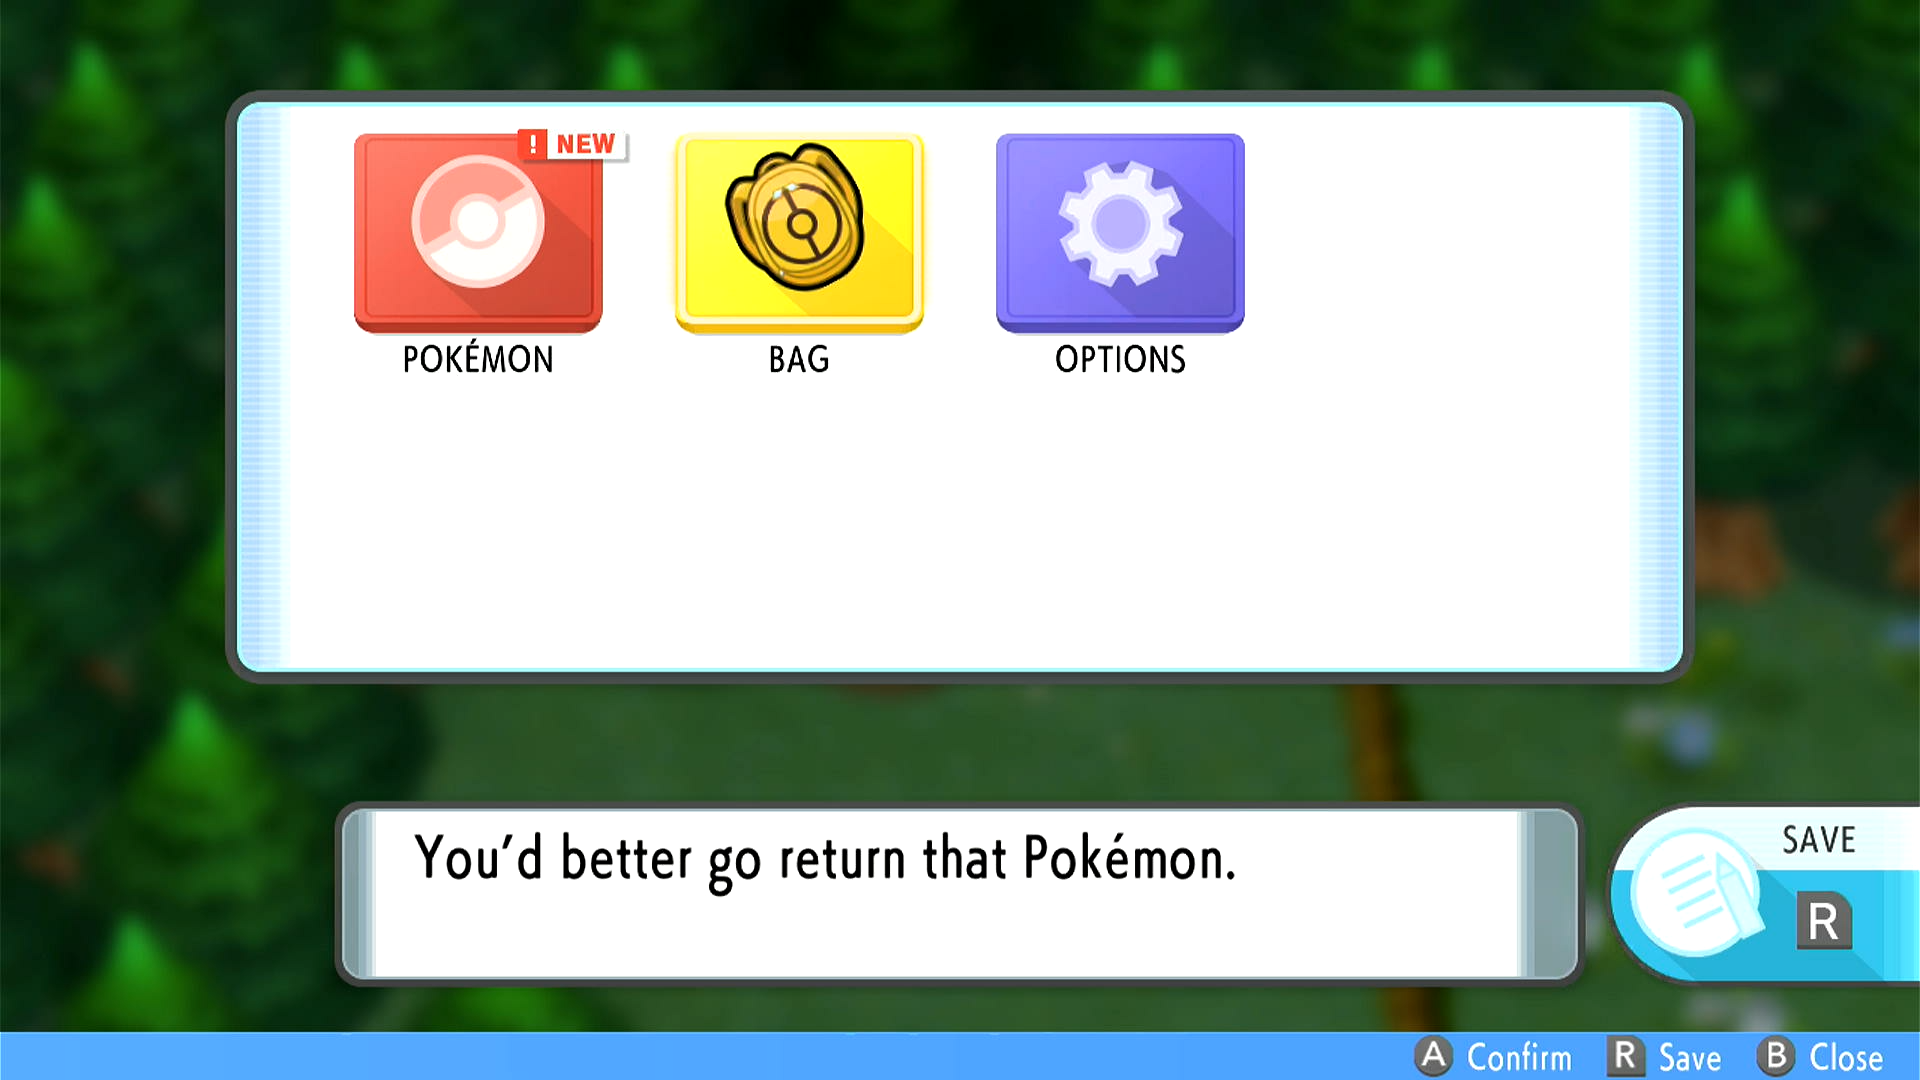 ! NEW
POKÉMON
BAG
OPTIONS
You'd better go return that Pokémon.
SAVE
R
A Confirm R Save B Close